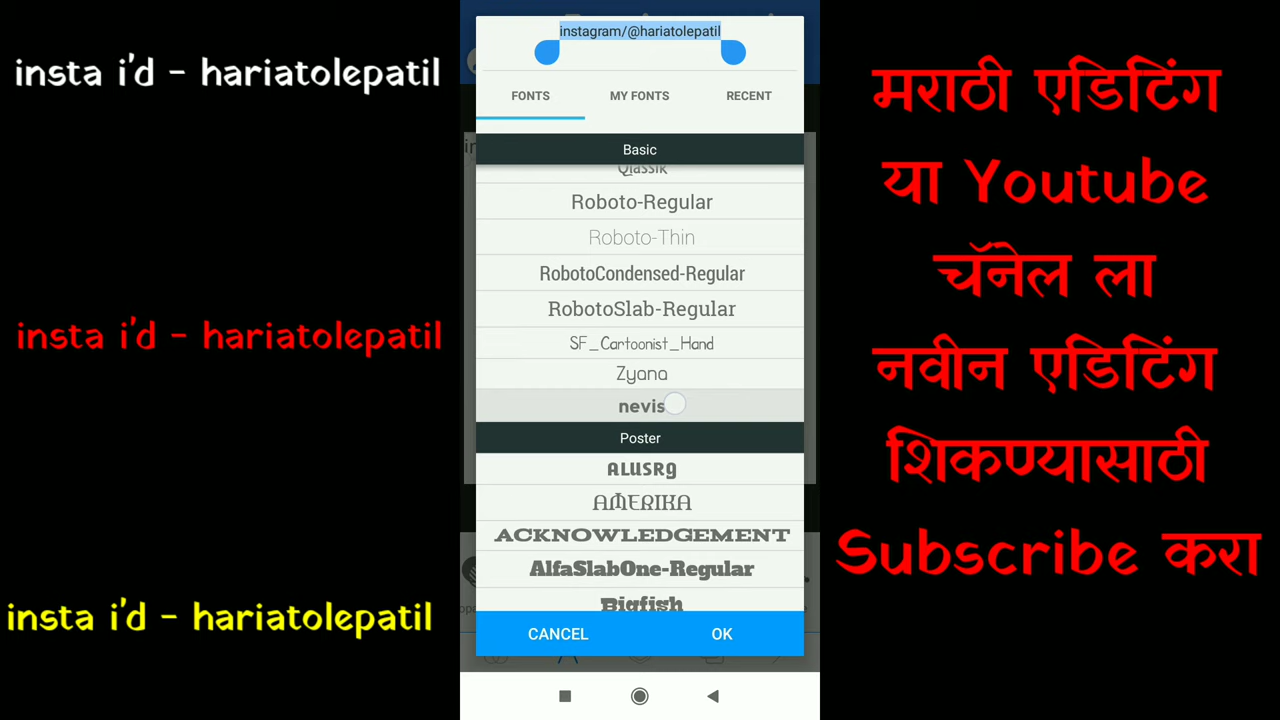 insta i'd - hariatolepatil
insta i'd - hariatolepatil
insta i'd - hariatolepatil
instagram/@hariatolepatil
FONTS
MY FONTS
RECENT
Basic
Qlassik
Roboto-Regular
Roboto-Thin
RobotoCondensed-Regular
RobotoSlab-Regular
SF_Cartoonist_Hand
Zyana
nevis
Poster
ALUSRg
AMERIKA
ACKNOWLEDGEMENT
AlfaSlabOne-Regular
Bigfish
CANCEL
OK
मराठी एडिटिंग
या Youtube
चॅनेल ला
नवीन एडिटिंग
शिकण्यासाठी
Subscribe करा